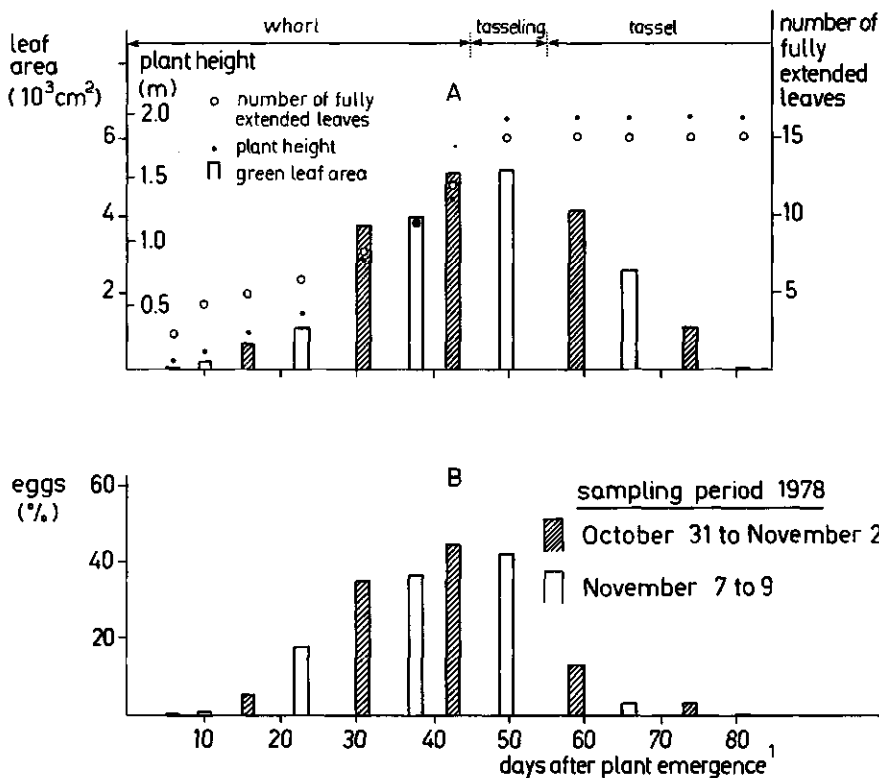 whorl
tasseling
tassel
leaf
area
(10³cm²)
plant height
(m)
number of
fully
extended
leaves
A
number of fully
extended leaves
plant height
green leaf area
6
4
2
2.0
1.5
1.0
0.5
15
10
5
B
eggs
(%)
60
40
20
sampling period 1978
October 31 to November 2
November 7 to 9
10
20
30
40
50
60
70
80
days after plant emergence¹